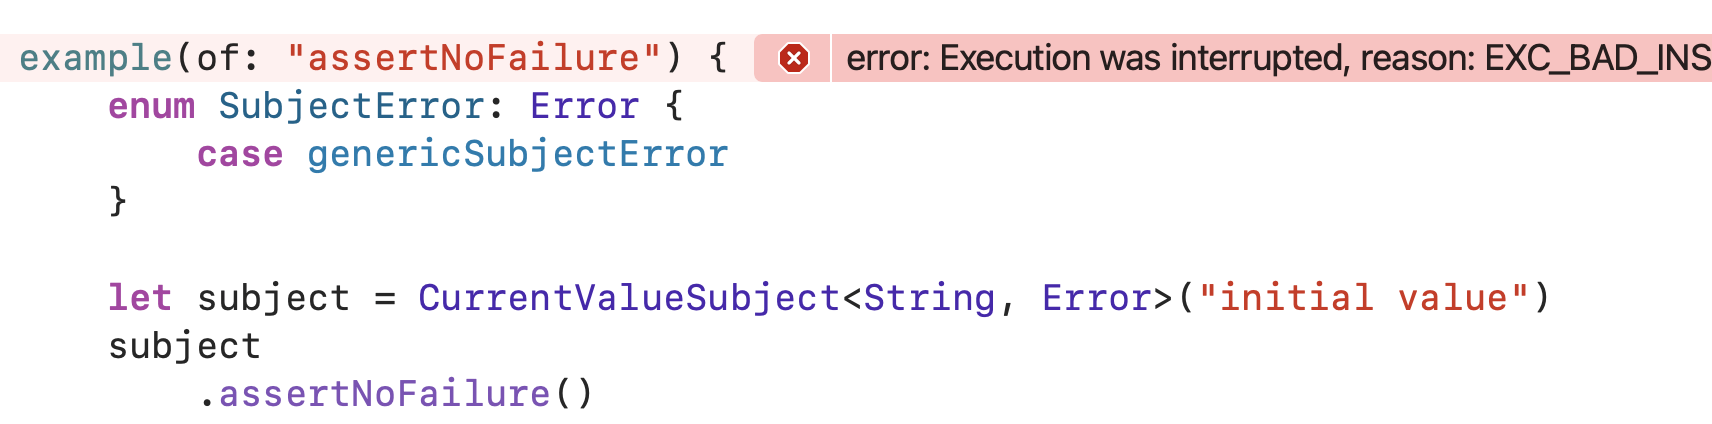 example(of: "assertNoFailure") { error: Execution was interrupted, reason: EXC_BAD_INS
    enum SubjectError: Error {
        case genericSubjectError
    }

    let subject = CurrentValueSubject<String, Error>("initial value")
    subject
        .assertNoFailure()